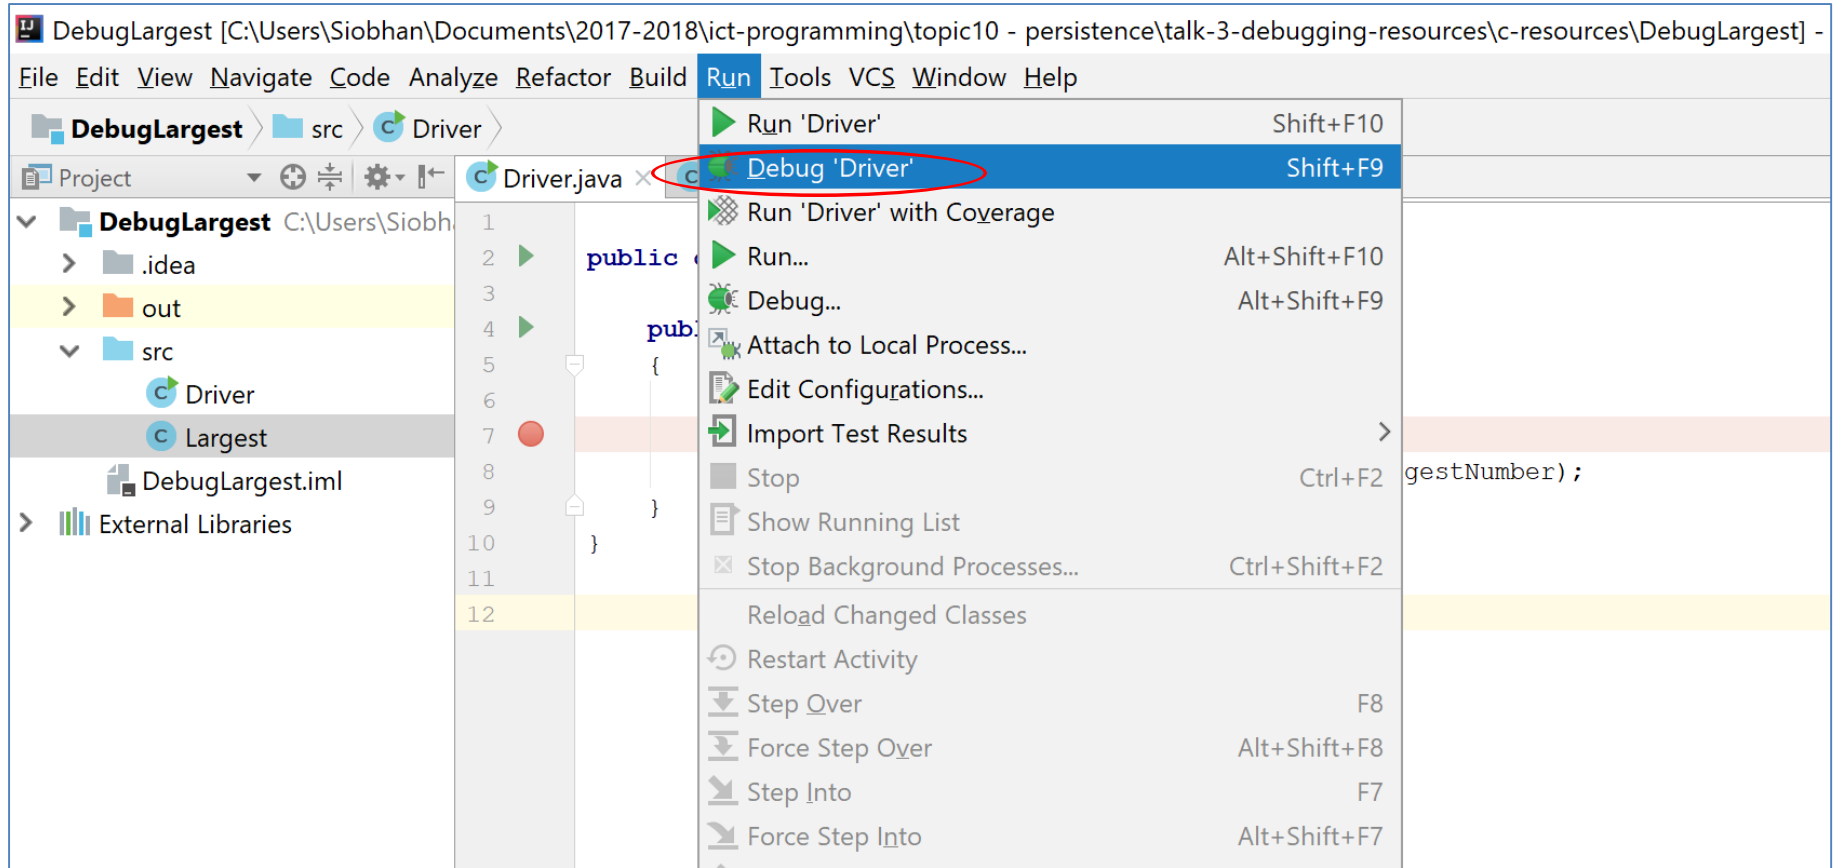 DebugLargest [C:\Users\Siobhan\Documents\2017-2018\ict-programming\topic10 - persistence\talk-3-debugging-resources\c-resources\DebugLargest] -
File Edit View Navigate Code Analyze Refactor Build Run Tools VCS Window Help
DebugLargest src C Driver
Project
C Driver.java C
DebugLargest C:\Users\Siobh
.idea
out
src
C Driver
C Largest
DebugLargest.iml
External Libraries
1
2 public
3
4 publ
5 {
6
7
8 gestNumber);
9 }
10 }
11
12
Run 'Driver' Shift+F10
Debug 'Driver' Shift+F9
Run 'Driver' with Coverage
Run... Alt+Shift+F10
Debug... Alt+Shift+F9
Attach to Local Process...
Edit Configurations...
Import Test Results
Stop Ctrl+F2
Show Running List
Stop Background Processes... Ctrl+Shift+F2
Reload Changed Classes
Restart Activity
Step Over F8
Force Step Over Alt+Shift+F8
Step Into F7
Force Step Into Alt+Shift+F7